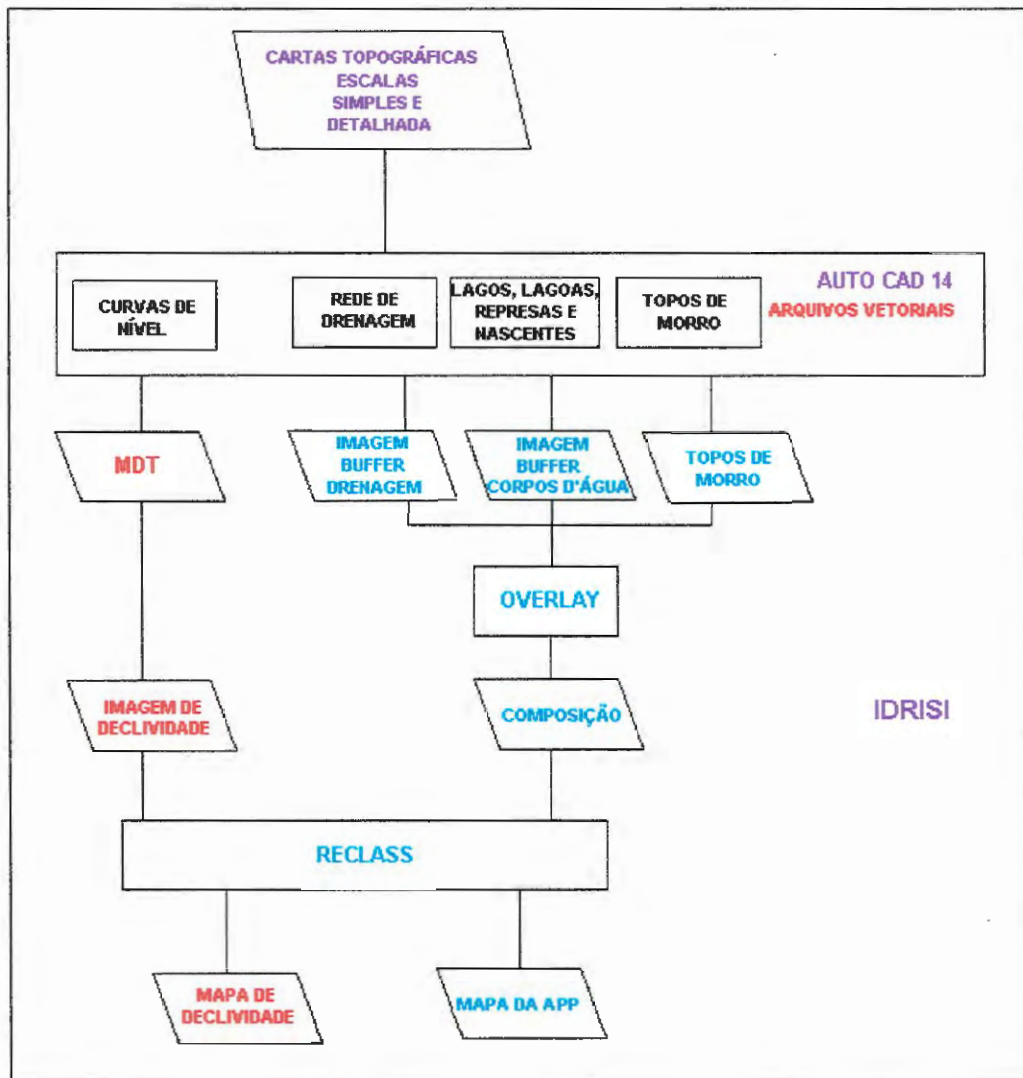 CARTAS TOPOGRÁFICAS
ESCALAS
SIMPLES E
DETALHADA
AUTO CAD 14
ARQUIVOS VETORIAIS
CURVAS DE
NÍVEL
REDE DE
DRENAGEM
LAGOS, LAGOAS,
REPRESAS E
NASCENTES
TOPOS DE
MORRO
MDT
IMAGEM
BUFFER
DRENAGEM
IMAGEM
BUFFER
CORPOS D'ÁGUA
TOPOS DE
MORRO
OVERLAY
IMAGEM DE
DECLIVIDADE
COMPOSIÇÃO
IDRISI
RECLASS
MAPA DE
DECLIVIDADE
MAPA DA APP